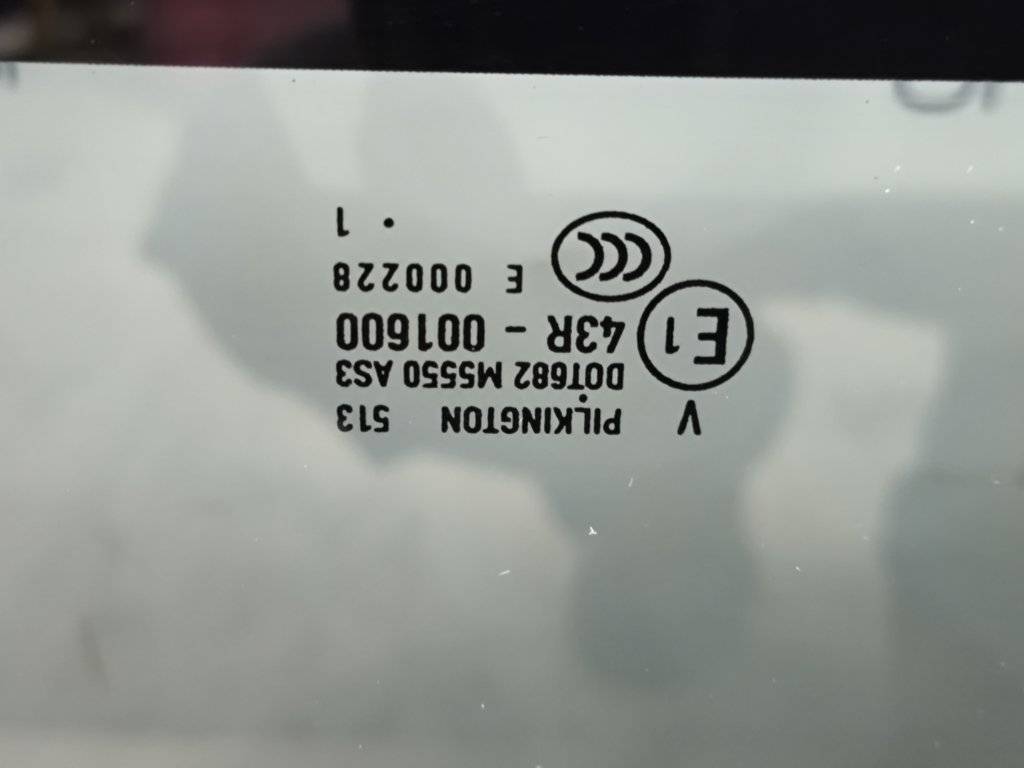 V PILKINGTON 513
DOT682 M5550 AS3
E1 43R - 001600
CCC E 000228
. 1